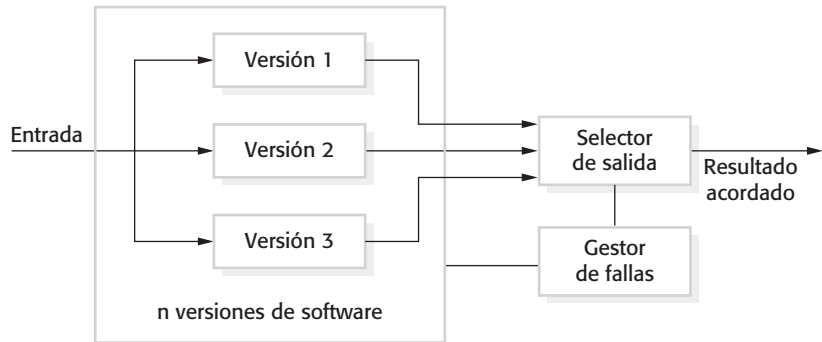 Versión 1
Entrada
Versión 2
Selector
de salida
Resultado
acordado
Versión 3
Gestor
de fallas
n versiones de software